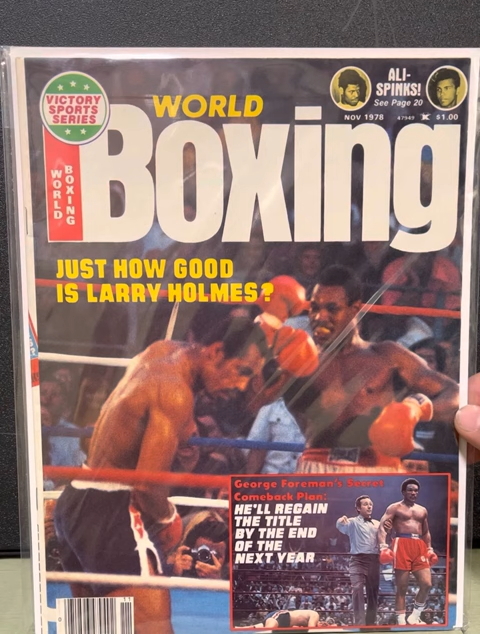 VICTORY
SPORTS
SERIES
WORLD
BOXING
WORLD
Boxing
ALI-
SPINKS!
See Page 20
NOV 1978 47947 $1.00
JUST HOW GOOD
IS LARRY HOLMES?
George Foreman's Secret
Comeback Plan:
HE'LL REGAIN
THE TITLE
BY THE END
OF THE
NEXT YEAR